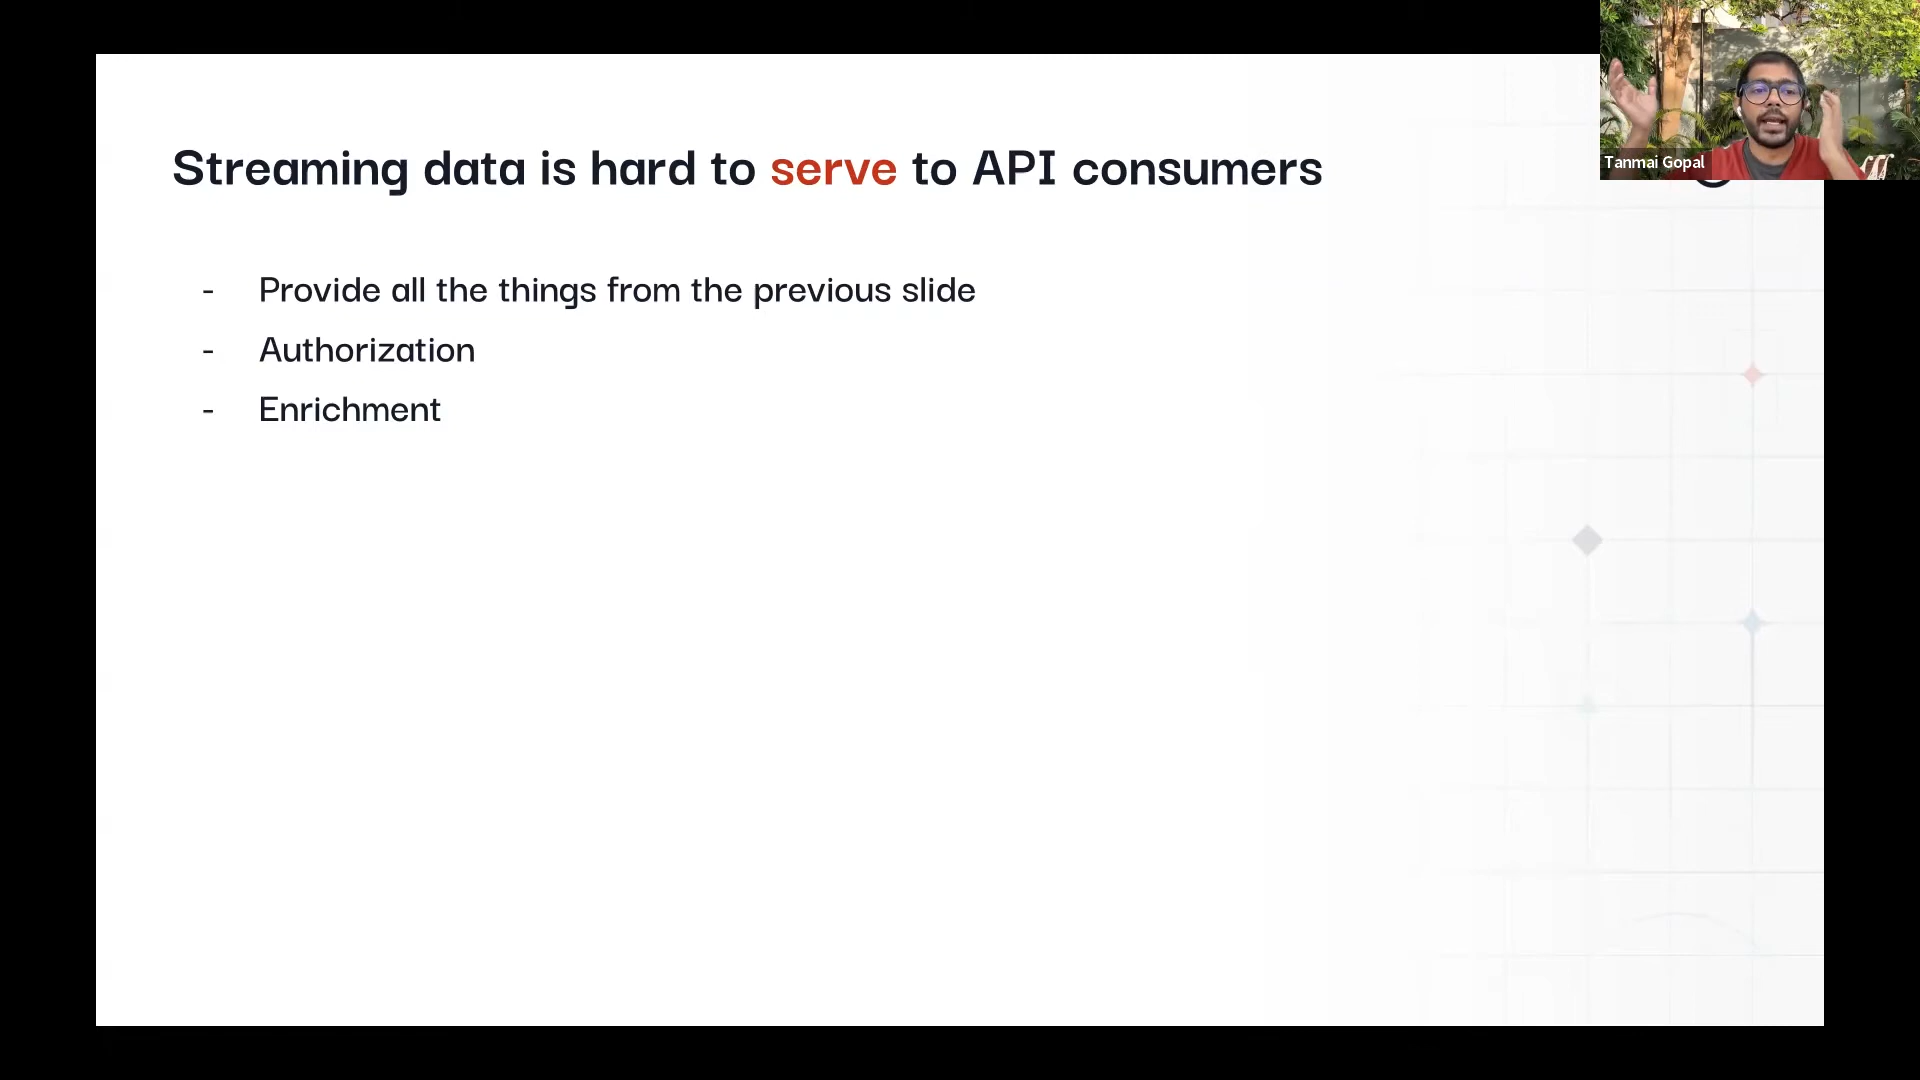 Streaming data is hard to serve to API consumers
- Provide all the things from the previous slide
- Authorization
- Enrichment
Tanmai Gopal